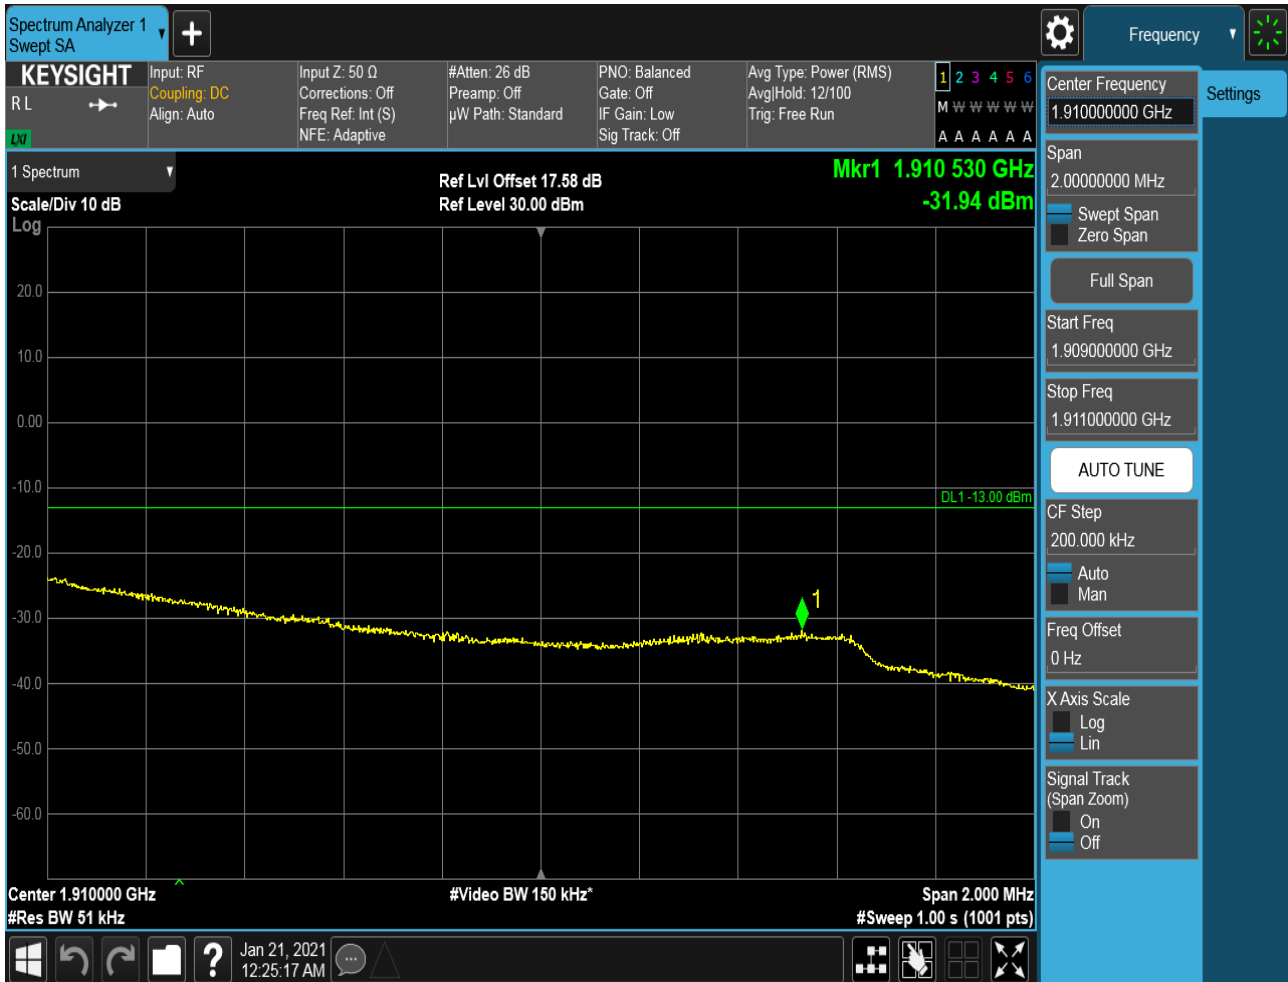 Spectrum Analyzer 1
Swept SA
+
Frequency
KEYSIGHT
R L
LXI
Input: RF
Coupling: DC
Align: Auto
Input Z: 50 Ω
Corrections: Off
Freq Ref: Int (S)
NFE: Adaptive
#Atten: 26 dB
Preamp: Off
µW Path: Standard
PNO: Balanced
Gate: Off
IF Gain: Low
Sig Track: Off
Avg Type: Power (RMS)
Avg|Hold: 12/100
Trig: Free Run
1 2 3 4 5 6
M W W W W W
A A A A A A
1 Spectrum
Scale/Div 10 dB
Log
Ref Lvl Offset 17.58 dB
Ref Level 30.00 dBm
Mkr1 1.910 530 GHz
-31.94 dBm
20.0
10.0
0.00
-10.0
-20.0
-30.0
-40.0
-50.0
-60.0
DL1 -13.00 dBm
1
Center 1.910000 GHz
#Res BW 51 kHz
#Video BW 150 kHz*
Span 2.000 MHz
#Sweep 1.00 s (1001 pts)
?
Jan 21, 2021
12:25:17 AM
Center Frequency
1.910000000 GHz
Settings
Span
2.00000000 MHz
Swept Span
Zero Span
Full Span
Start Freq
1.909000000 GHz
Stop Freq
1.911000000 GHz
AUTO TUNE
CF Step
200.000 kHz
Auto
Man
Freq Offset
0 Hz
X Axis Scale
Log
Lin
Signal Track
(Span Zoom)
On
Off